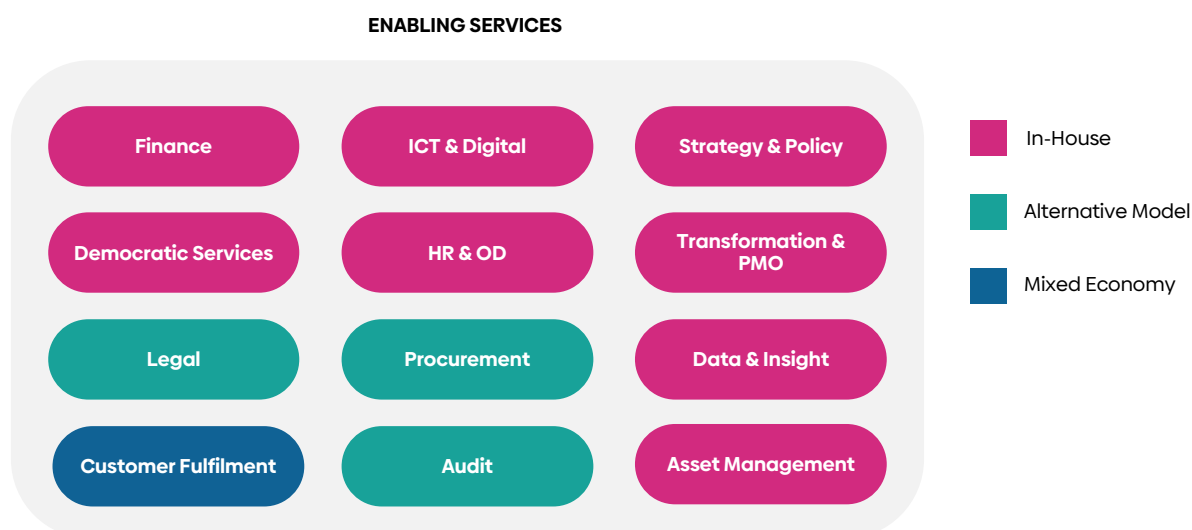 ENABLING SERVICES
Finance
ICT & Digital
Strategy & Policy
In-House
Democratic Services
HR & OD
Transformation &
PMO
Alternative Model
Mixed Economy
Legal
Procurement
Data & Insight
Customer Fulfilment
Audit
Asset Management